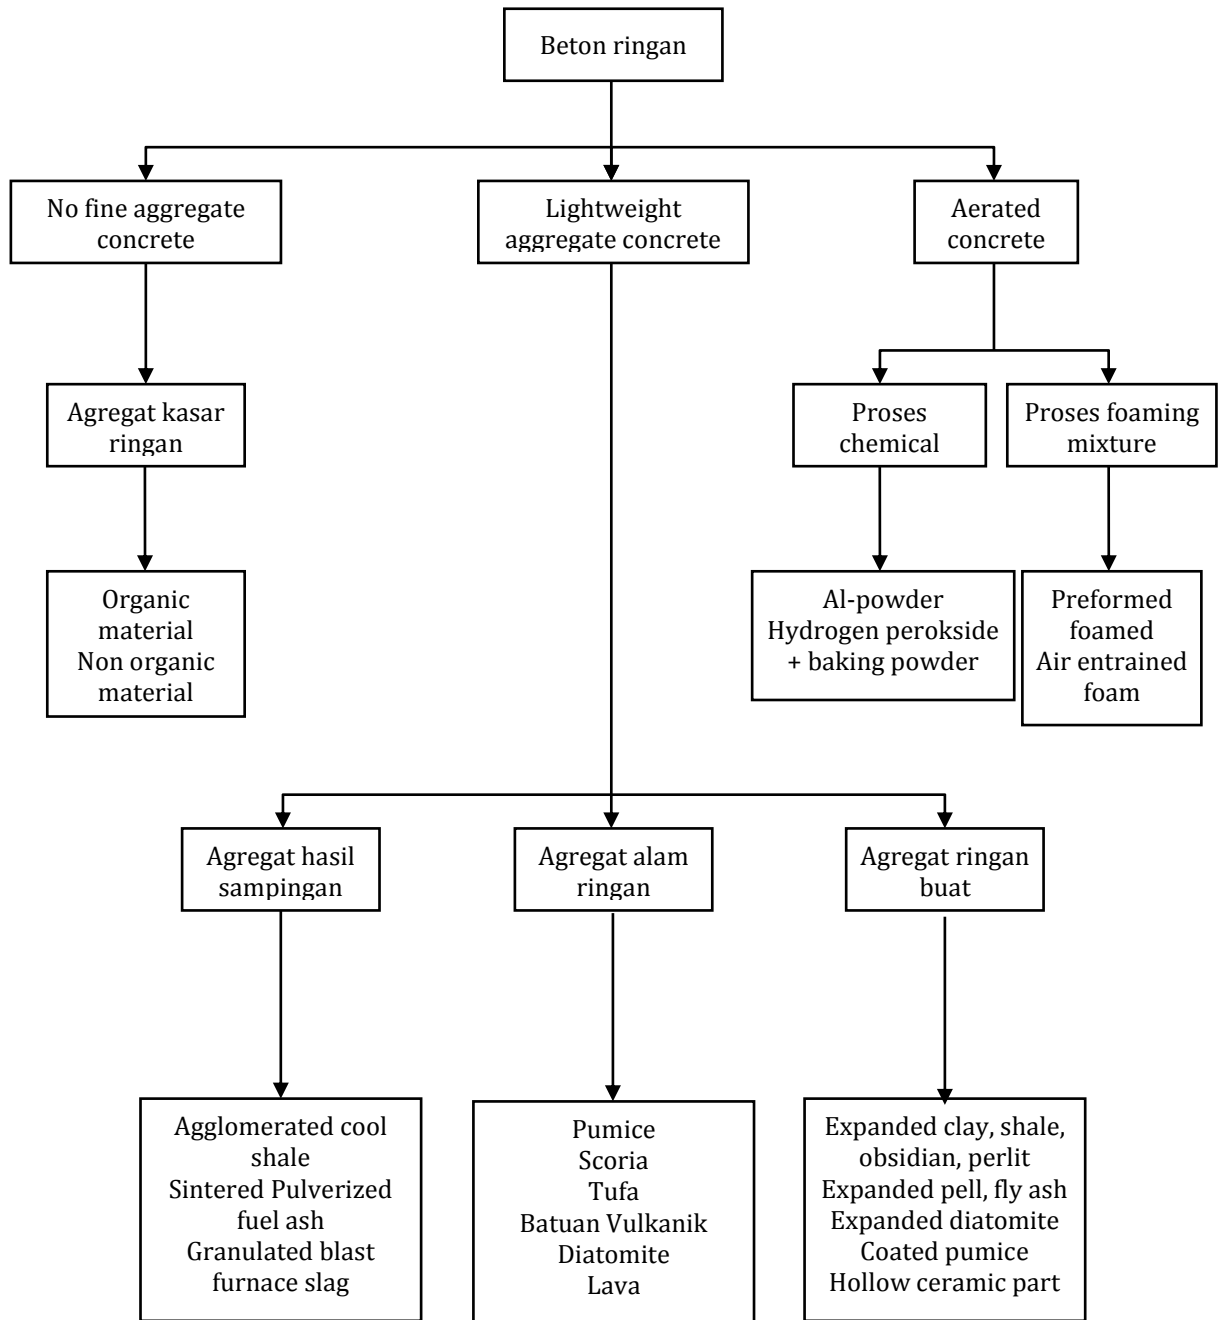 Beton ringan
No fine aggregate
concrete
Lightweight
aggregate concrete
Aerated
concrete
Agregat kasar
ringan
Proses
chemical
Proses foaming
mixture
Organic
material
Non organic
material
Al-powder
Hydrogen perokside
+ baking powder
Preformed
foamed
Air entrained
foam
Agregat hasil
sampingan
Agregat alam
ringan
Agregat ringan
buat
Agglomerated cool
shale
Sintered Pulverized
fuel ash
Granulated blast
furnace slag
Pumice
Scoria
Tufa
Batuan Vulkanik
Diatomite
Lava
Expanded clay, shale,
obsidian, perlit
Expanded pell, fly ash
Expanded diatomite
Coated pumice
Hollow ceramic part